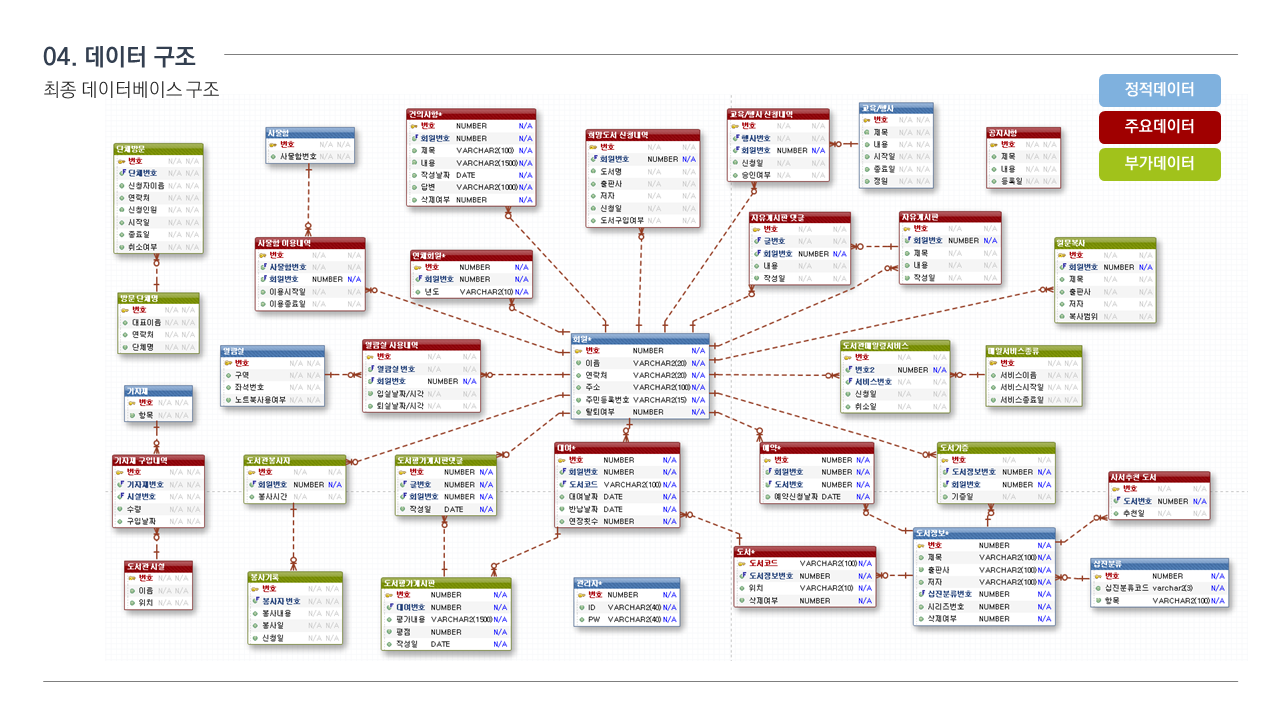 04. 데이터 구조
최종 데이터베이스 구조
정적데이터
주요데이터
부가데이터
단체방문
번호 N/A N/A
단체번호 N/A N/A
신청자이름 N/A N/A
연락처 N/A N/A
신청인원 N/A N/A
시작일 N/A N/A
종료일 N/A N/A
취소여부 N/A N/A
방문 단체명
번호 N/A N/A
대표이름 N/A N/A
연락처 N/A N/A
단체명 N/A N/A
사물함
번호 N/A N/A
사물함번호 N/A N/A
사물함 이용내역
번호 N/A N/A
사물함번호 N/A N/A
회원번호 NUMBER N/A
이용시작일 N/A N/A
이용종료일 N/A N/A
건의사항*
번호 NUMBER N/A
회원번호 NUMBER N/A
제목 VARCHAR2(100) N/A
내용 VARCHAR2(1500) N/A
작성날짜 DATE N/A
답변 VARCHAR2(1000) N/A
삭제여부 NUMBER N/A
연체회원*
번호 NUMBER N/A
회원번호 NUMBER N/A
년도 VARCHAR2(10) N/A
희망도서 신청내역
번호 N/A N/A
회원번호 NUMBER N/A
도서명 N/A N/A
출판사 N/A N/A
저자 N/A N/A
신청일 N/A N/A
도서구입여부 N/A N/A
교육/행사 신청내역
번호 N/A N/A
행사번호 N/A N/A
회원번호 NUMBER N/A
신청일 N/A N/A
승인여부 N/A N/A
교육/행사
번호 N/A N/A
제목 N/A N/A
내용 N/A N/A
시작일 N/A N/A
종료일 N/A N/A
정원 N/A N/A
공지사항
번호 N/A N/A
제목 N/A N/A
내용 N/A N/A
등록일 N/A N/A
자유게시판 댓글
번호 N/A N/A
글번호 N/A N/A
회원번호 NUMBER N/A
내용 N/A N/A
작성일 N/A N/A
자유게시판
번호 N/A N/A
회원번호 NUMBER N/A
제목 N/A N/A
내용 N/A N/A
작성일 N/A N/A
원문복사
번호 N/A N/A
회원번호 NUMBER N/A
제목 N/A N/A
출판사 N/A N/A
저자 N/A N/A
복사범위 N/A N/A
열람실
번호 N/A N/A
구역 N/A N/A
좌석번호 N/A N/A
노트북사용여부 N/A N/A
열람실 사용내역
번호 N/A N/A
열람실 번호 N/A N/A
회원번호 NUMBER N/A
입실날짜/시각 N/A N/A
퇴실날짜/시각 N/A N/A
회원*
번호 NUMBER N/A
이름 VARCHAR2(20) N/A
연락처 VARCHAR2(20) N/A
주소 VARCHAR2(100) N/A
주민등록번호 VARCHAR2(15) N/A
탈퇴여부 NUMBER N/A
도서관메일링서비스
번호 N/A N/A
번호2 NUMBER N/A
서비스번호 N/A N/A
신청일 N/A N/A
취소일 N/A N/A
메일서비스종류
번호 N/A N/A
서비스이름 N/A N/A
서비스시작일 N/A N/A
서비스종료일 N/A N/A
기자재
번호 N/A N/A
항목 N/A N/A
기자재 구입내역
번호 N/A N/A
기자재번호 N/A N/A
시설번호 N/A N/A
수량 N/A N/A
구입날짜 N/A N/A
도서관 시설
번호 N/A N/A
이름 N/A N/A
위치 N/A N/A
도서관봉사자
번호 N/A N/A
회원번호 NUMBER N/A
봉사시간 N/A N/A
봉사기록
번호 N/A N/A
봉사자 번호 N/A N/A
봉사내용 N/A N/A
봉사일 N/A N/A
신청일 N/A N/A
도서평가게시판댓글
번호 NUMBER N/A
글번호 NUMBER N/A
회원번호 NUMBER N/A
작성일 DATE N/A
도서평가게시판
번호 NUMBER N/A
대여번호 NUMBER N/A
평가내용 VARCHAR2(1500) N/A
평점 NUMBER N/A
작성일 DATE N/A
대여*
번호 NUMBER N/A
회원번호 NUMBER N/A
도서코드 VARCHAR2(100) N/A
대여날짜 DATE N/A
반납날짜 DATE N/A
연장횟수 NUMBER N/A
관리자*
번호 NUMBER N/A
ID VARCHAR2(40) N/A
PW VARCHAR2(40) N/A
예약*
번호 NUMBER N/A
회원번호 NUMBER N/A
도서번호 NUMBER N/A
예약신청날짜 DATE N/A
도서*
도서코드 VARCHAR2(100) N/A
도서정보번호 NUMBER N/A
위치 VARCHAR2(10) N/A
삭제여부 NUMBER N/A
도서기증
번호 N/A N/A
도서정보번호 NUMBER N/A
회원번호 NUMBER N/A
기증일 N/A N/A
도서정보*
번호 NUMBER N/A
제목 VARCHAR2(100) N/A
출판사 VARCHAR2(100) N/A
저자 VARCHAR2(100) N/A
십진분류번호 NUMBER N/A
시리즈번호 NUMBER N/A
삭제여부 NUMBER N/A
사서추천 도서
번호 N/A N/A
도서번호 NUMBER N/A
추천일 N/A N/A
십진분류
번호 NUMBER N/A
십진분류코드 varchar2(3) N/A
항목 VARCHAR2(100) N/A